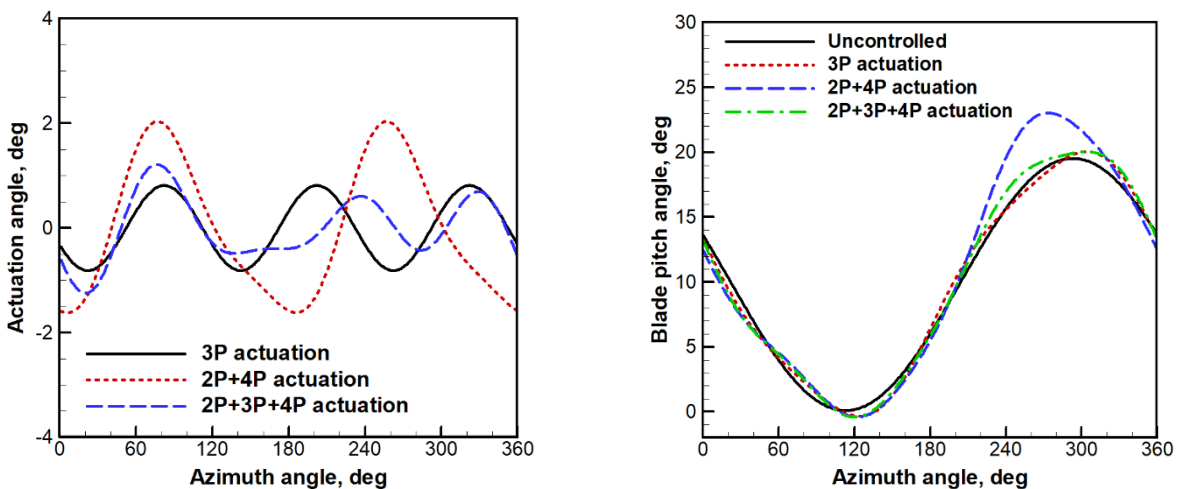 4
2
0
-2
-4
Actuation angle, deg
3P actuation
2P+4P actuation
2P+3P+4P actuation
0 60 120 180 240 300 360
Azimuth angle, deg
30
25
20
15
10
5
0
Blade pitch angle, deg
Uncontrolled
3P actuation
2P+4P actuation
2P+3P+4P actuation
0 60 120 180 240 300 360
Azimuth angle, deg